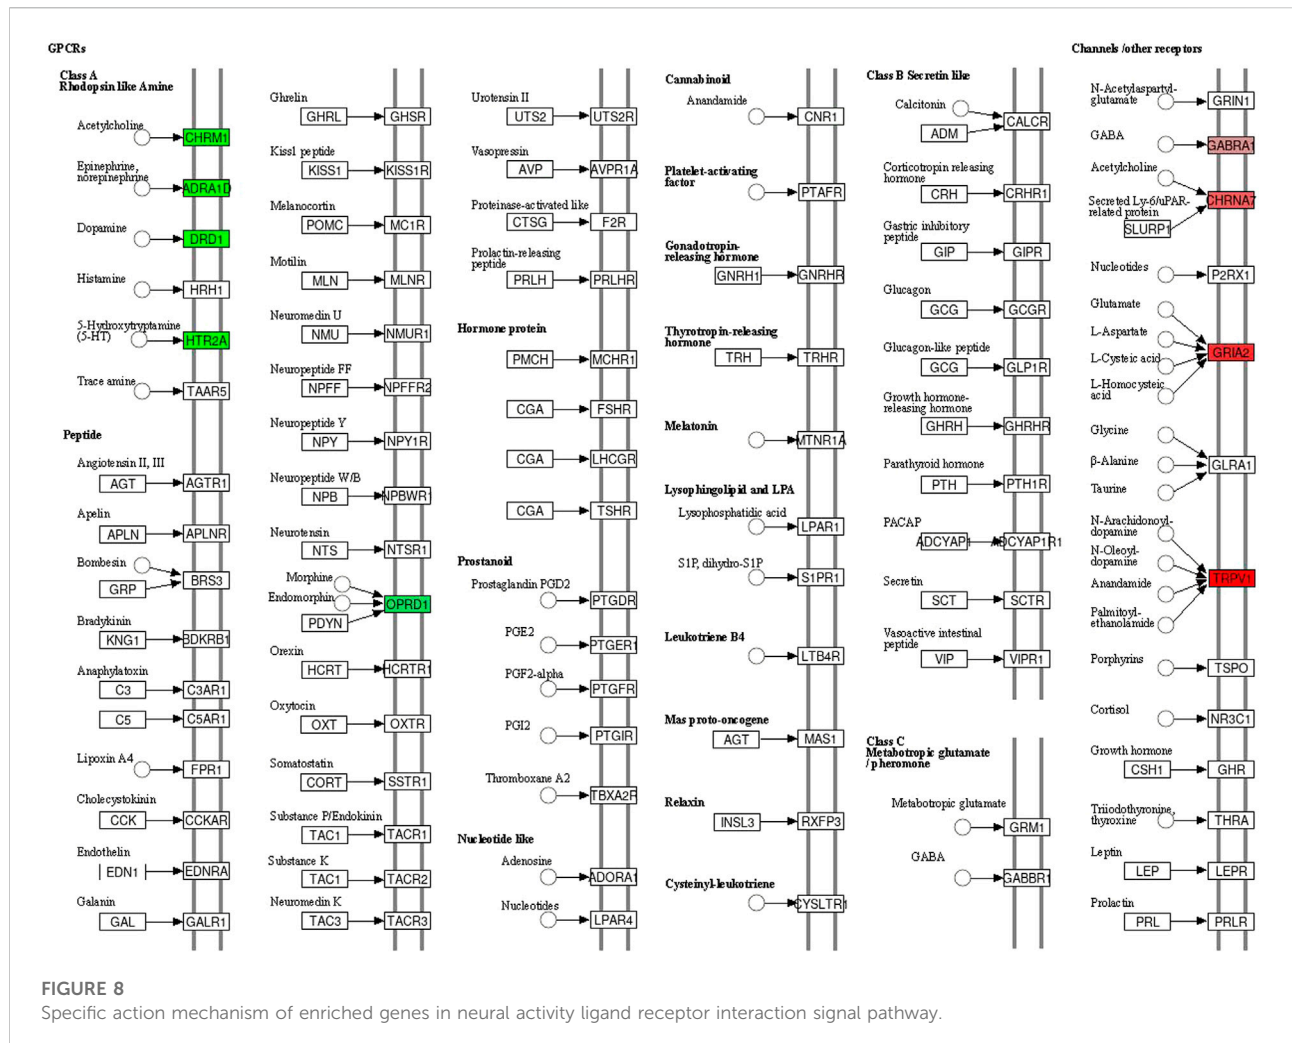 GPCRs
Class A
Rhodopsin like Amine
Acetylcholine
CHRM1
Epinephrine,
norepinephrine
ADRA1D
Dopamine
DRD1
Histamine
HRH1
5-Hydroxytryptamine
(5-HT)
HTR2A
Trace amine
TAAR5
Peptide
Angiotensin II, III
AGT
AGTR1
Apelin
APLN
APLNR
Bombesin
GRP
BRS3
Bradykinin
KNG1
BDKRB1
Anaphylatoxin
C3
C3AR1
C5
C5AR1
Lipoxin A4
FPR1
Cholecystokinin
CCK
CCKAR
Endothelin
EDN1
EDNRA
Galanin
GAL
GALR1
Ghrelin
GHRL
GHSR
Kiss1 peptide
KISS1
KISS1R
Melanocortin
POMC
MC1R
Motilin
MLN
MLNR
Neuromedin U
NMU
NMUR1
Neuropeptide FF
NPFF
NPFFR2
Neuropeptide Y
NPY
NPY1R
Neuropeptide W/B
NPB
NPBWR1
Neurotensin
NTS
NTSR1
Morphine
Endomorphin
PDYN
OPRD1
Orexin
HCRT
HCRTR1
Oxytocin
OXT
OXTR
Somatostatin
CORT
SSTR1
Substance P/Endokinin
TAC1
TACR1
Substance K
TAC1
TACR2
Neuromedin K
TAC3
TACR3
Urotensin II
UTS2
UTS2R
Vasopressin
AVP
AVPR1A
Proteinase-activated like
CTSG
F2R
Prolactin-releasing
peptide
PRLH
PRLHR
Hormone protein
PMCH
MCHR1
CGA
FSHR
CGA
LHCGR
CGA
TSHR
Prostanoid
Prostaglandin PGD2
PTGDR
PGE2
PTGER1
PGF2-alpha
PTGFR
PGI2
PTGIR
Thromboxane A2
TBXA2R
Nucleotide like
Adenosine
ADORA1
Nucleotides
LPAR4
Cannabinoid
Anandamide
CNR1
Platelet-activating
factor
PTAFR
Gonadotropin-
releasing hormone
GNRH1
GNRHR
Thyrotropin-releasing
hormone
TRH
TRHR
Melatonin
MTNR1A
Lysophingolipid and LPA
Lysophosphatidic acid
LPAR1
S1P, dihydro-S1P
S1PR1
Leukotriene B4
LTB4R
Mas proto-oncogene
AGT
MAS1
Relaxin
INSL3
RXFP3
Cysteinyl-leukotriene
CYSLTR1
Class B Secretin like
Calcitonin
ADM
CALCR
Corticotropin releasing
hormone
CRH
CRHR1
Gastric inhibitory
peptide
GIP
GIPR
Glucagon
GCG
GCGR
Glucagon-like peptide
GCG
GLP1R
Growth hormone-
releasing hormone
GHRH
GHRHR
Parathyroid hormone
PTH
PTH1R
PACAP
ADCYAP1
ADCYAP1R1
Secretin
SCT
SCTR
Vasoactive intestinal
peptide
VIP
VIPR1
Class C
Metabotropic glutamate
/pheromone
Metabotropic glutamate
GRM1
GABA
GABBR1
Channels /other receptors
N-Acetylaspartyl-
glutamate
GRIN1
GABA
GABRA1
Acetylcholine
CHRNA7
Secreted Ly-6/uPAR-
related protein
SLURP1
Nucleotides
P2RX1
Glutamate
L-Aspartate
L-Cysteic acid
L-Homocysteic
acid
GRIA2
Glycine
β-Alanine
Taurine
GLRA1
N-Arachidonoyl-
dopamine
N-Oleoyl-
dopamine
Anandamide
Palmitoyl-
ethanolamide
TRPV1
Porphyrins
TSPO
Cortisol
NR3C1
Growth hormone
CSH1
GHR
Triiodothyronine,
thyroxine
THRA
Leptin
LEP
LEPR
Prolactin
PRL
PRLR
FIGURE 8
Specific action mechanism of enriched genes in neural activity ligand receptor interaction signal pathway.